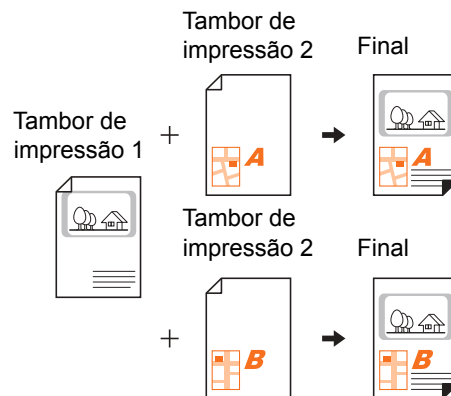 Tambor de
impressão 2
Final
Tambor de
impressão 1
+
A
A
Tambor de
impressão 2
Final
+
B
B